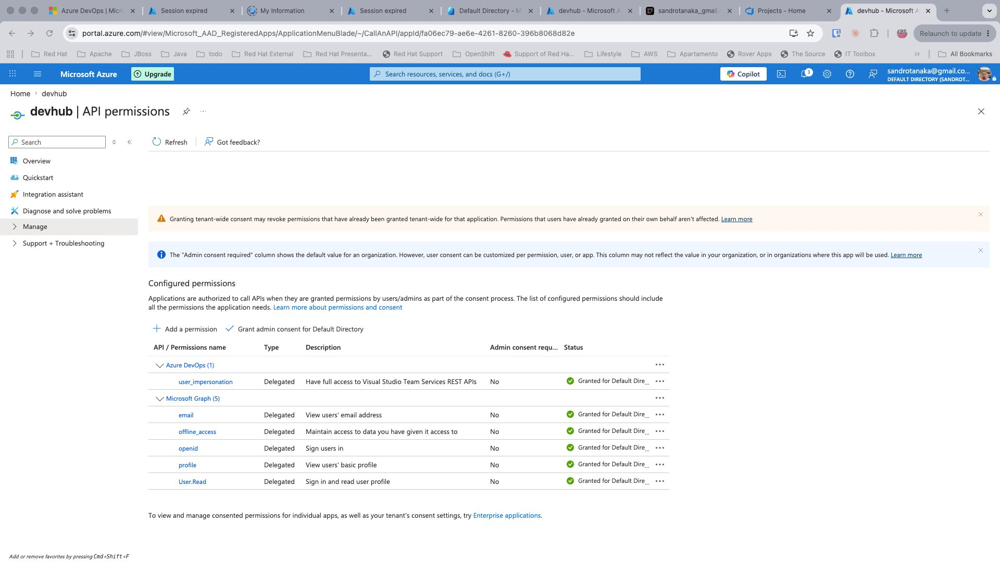 Azure DevOps | Micro
Session expired
My Information
Session expired
Default Directory - M
devhub - Microsoft A
sandrotanaka_gmail.
Projects - Home
devhub - Microsoft A
portal.azure.com/#view/Microsoft_AAD_RegisteredApps/ApplicationMenuBlade/~/CallAnAPI/appId/fa06ec79-ae6e-4261-8260-396b8068d82e
Relaunch to update
Red Hat Apache JBoss Java todo Red Hat External Red Hat Presenta... Red Hat Support OpenShift Support of Red Ha... Lifestyle AWS Apartamento Rover Apps The Source IT Toolbox » All Bookmarks
Microsoft Azure
Upgrade
Search resources, services, and docs (G+/)
Copilot
3
sandrotanaka@gmail.co...
DEFAULT DIRECTORY (SANDROT...
Home > devhub
devhub | API permissions
...
Search
Refresh
Got feedback?
Overview
Quickstart
Integration assistant
Diagnose and solve problems
Manage
Support + Troubleshooting
Granting tenant-wide consent may revoke permissions that have already been granted tenant-wide for that application. Permissions that users have already granted on their own behalf aren't affected. Learn more
The "Admin consent required" column shows the default value for an organization. However, user consent can be customized per permission, user, or app. This column may not reflect the value in your organization, or in organizations where this app will be used. Learn more
Configured permissions
Applications are authorized to call APIs when they are granted permissions by users/admins as part of the consent process. The list of configured permissions should include
all the permissions the application needs. Learn more about permissions and consent
Add a permission
Grant admin consent for Default Directory
API / Permissions name Type Description Admin consent requ... Status
Azure DevOps (1)
user_impersonation Delegated Have full access to Visual Studio Team Services REST APIs No Granted for Default Dire...
Microsoft Graph (5)
email Delegated View users' email address No Granted for Default Dire...
offline_access Delegated Maintain access to data you have given it access to No Granted for Default Dire...
openid Delegated Sign users in No Granted for Default Dire...
profile Delegated View users' basic profile No Granted for Default Dire...
User.Read Delegated Sign in and read user profile No Granted for Default Dire...
To view and manage consented permissions for individual apps, as well as your tenant's consent settings, try Enterprise applications.
Add or remove favorites by pressing Cmd+Shift+F